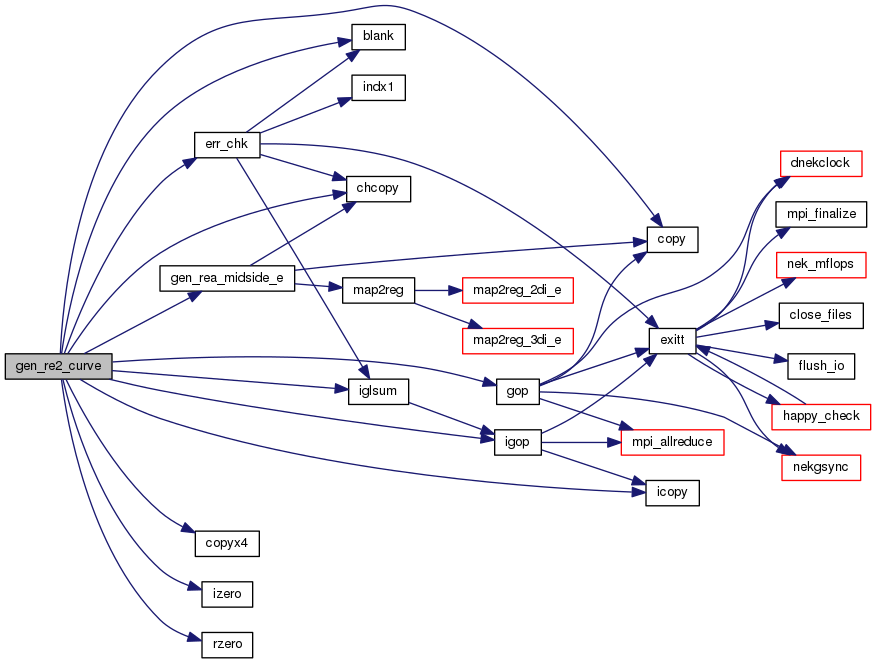 blank
indx1
err_chk
dnekclock
chcopy
mpi_finalize
copy
gen_rea_midside_e
nek_mflops
map2reg
map2reg_2di_e
close_files
map2reg_3di_e
exitt
gen_re2_curve
flush_io
iglsum
gop
happy_check
igop
mpi_allreduce
nekgsync
icopy
copyx4
izero
rzero